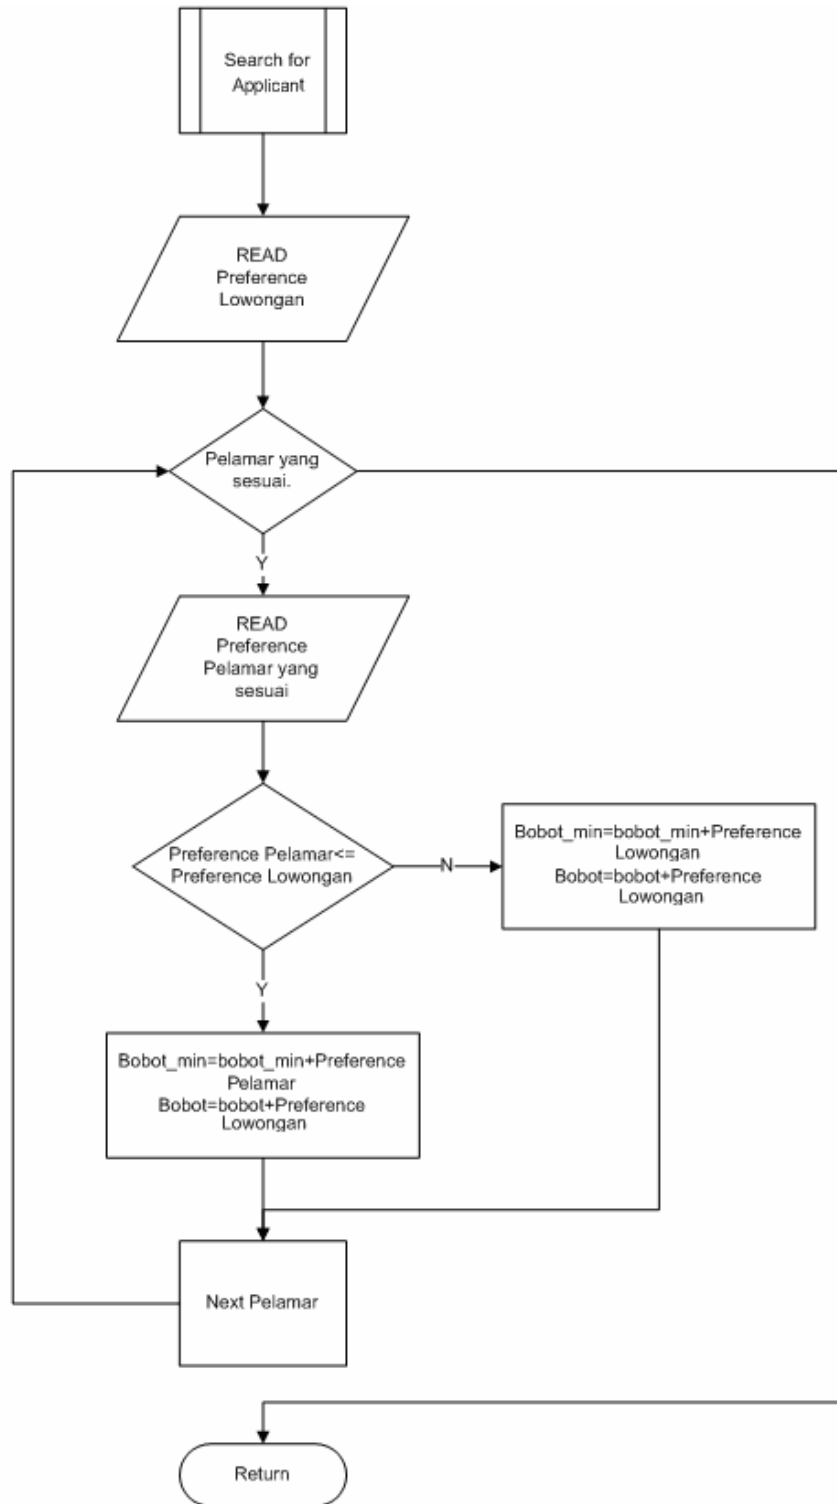 Search for
Applicant
READ
Preference
Lowongan
Pelamar yang
sesuai.
Y
READ
Preference
Pelamar yang
sesuai
Preference Pelamar<=
Preference Lowongan
N
Bobot_min=bobot_min+Preference
Lowongan
Bobot=bobot+Preference
Lowongan
Y
Bobot_min=bobot_min+Preference
Pelamar
Bobot=bobot+Preference
Lowongan
Next Pelamar
Return